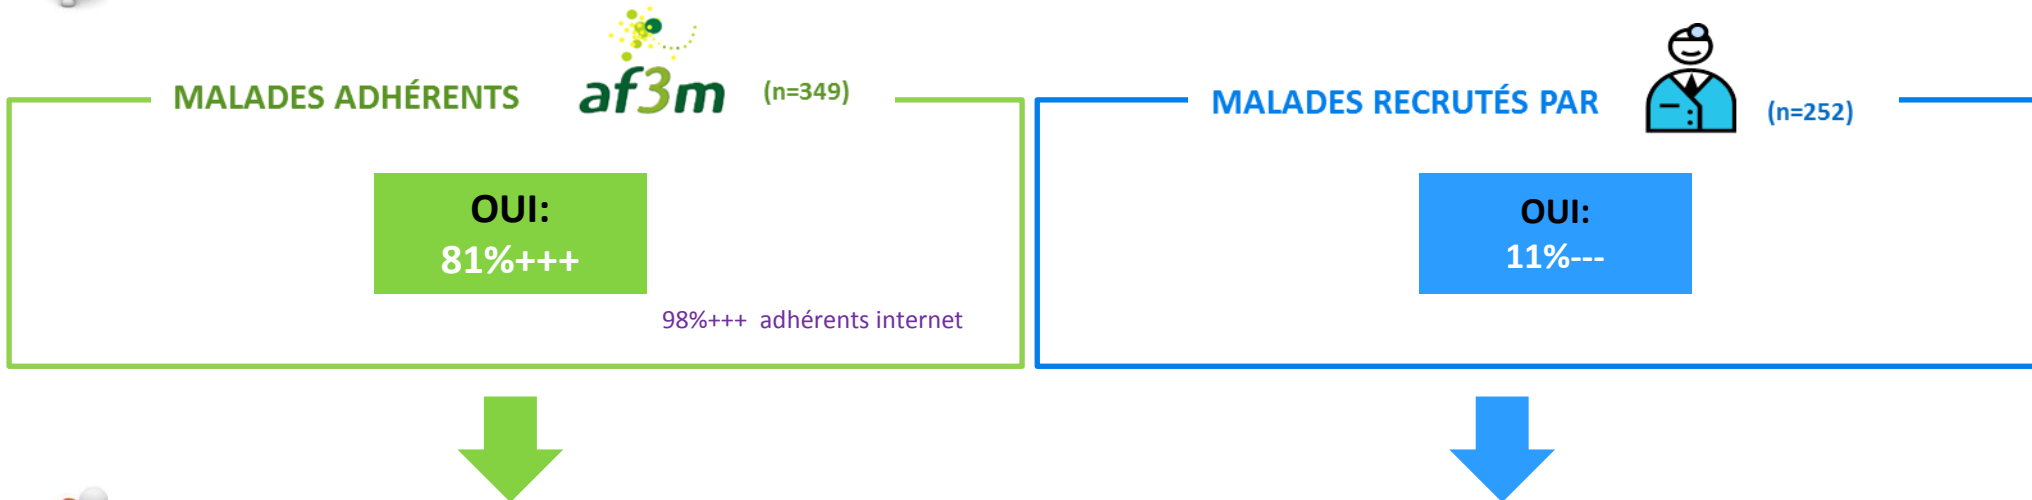 MALADES ADHÉRENTS af3m (n=349)
OUI:
81%+++
98%+++ adhérents internet
MALADES RECRUTÉS PAR (n=252)
OUI:
11%---